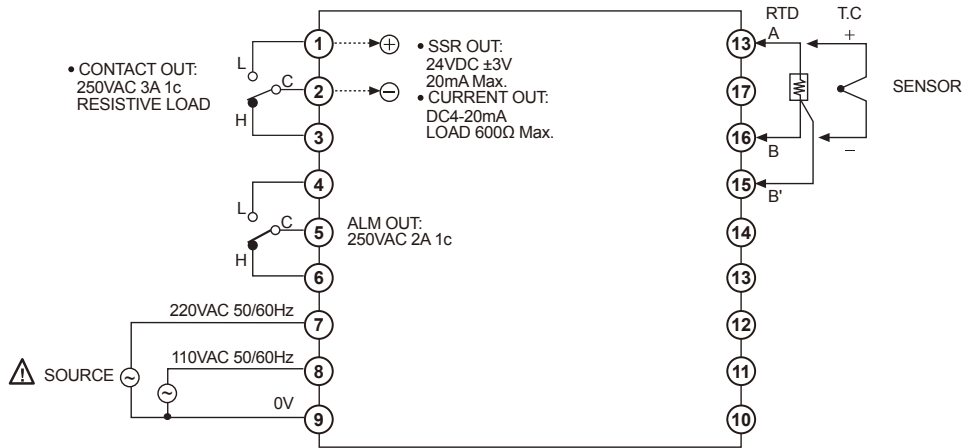 • CONTACT OUT:
250VAC 3A 1c
RESISTIVE LOAD
L
C
H
1
2
3
• SSR OUT:
24VDC ±3V
20mA Max.
• CURRENT OUT:
DC4-20mA
LOAD 600Ω Max.
L
C
H
4
5
6
ALM OUT:
250VAC 2A 1c
220VAC 50/60Hz
7
110VAC 50/60Hz
8
SOURCE
0V
9
RTD
T.C
A
+
13
17
SENSOR
16
B
−
15
B'
14
13
12
11
10